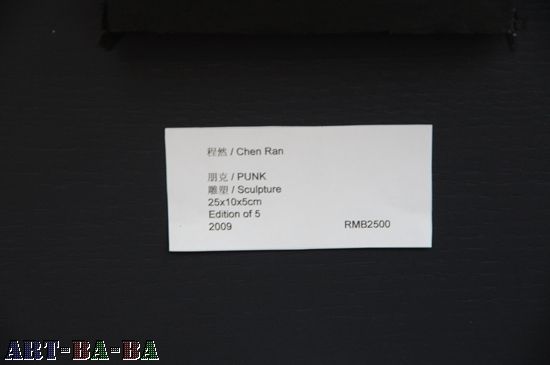 程然 / Chen Ran
朋克 / PUNK
雕塑 / Sculpture
25x10x5cm
Edition of 5
2009 RMB2500
ART-BA-BA